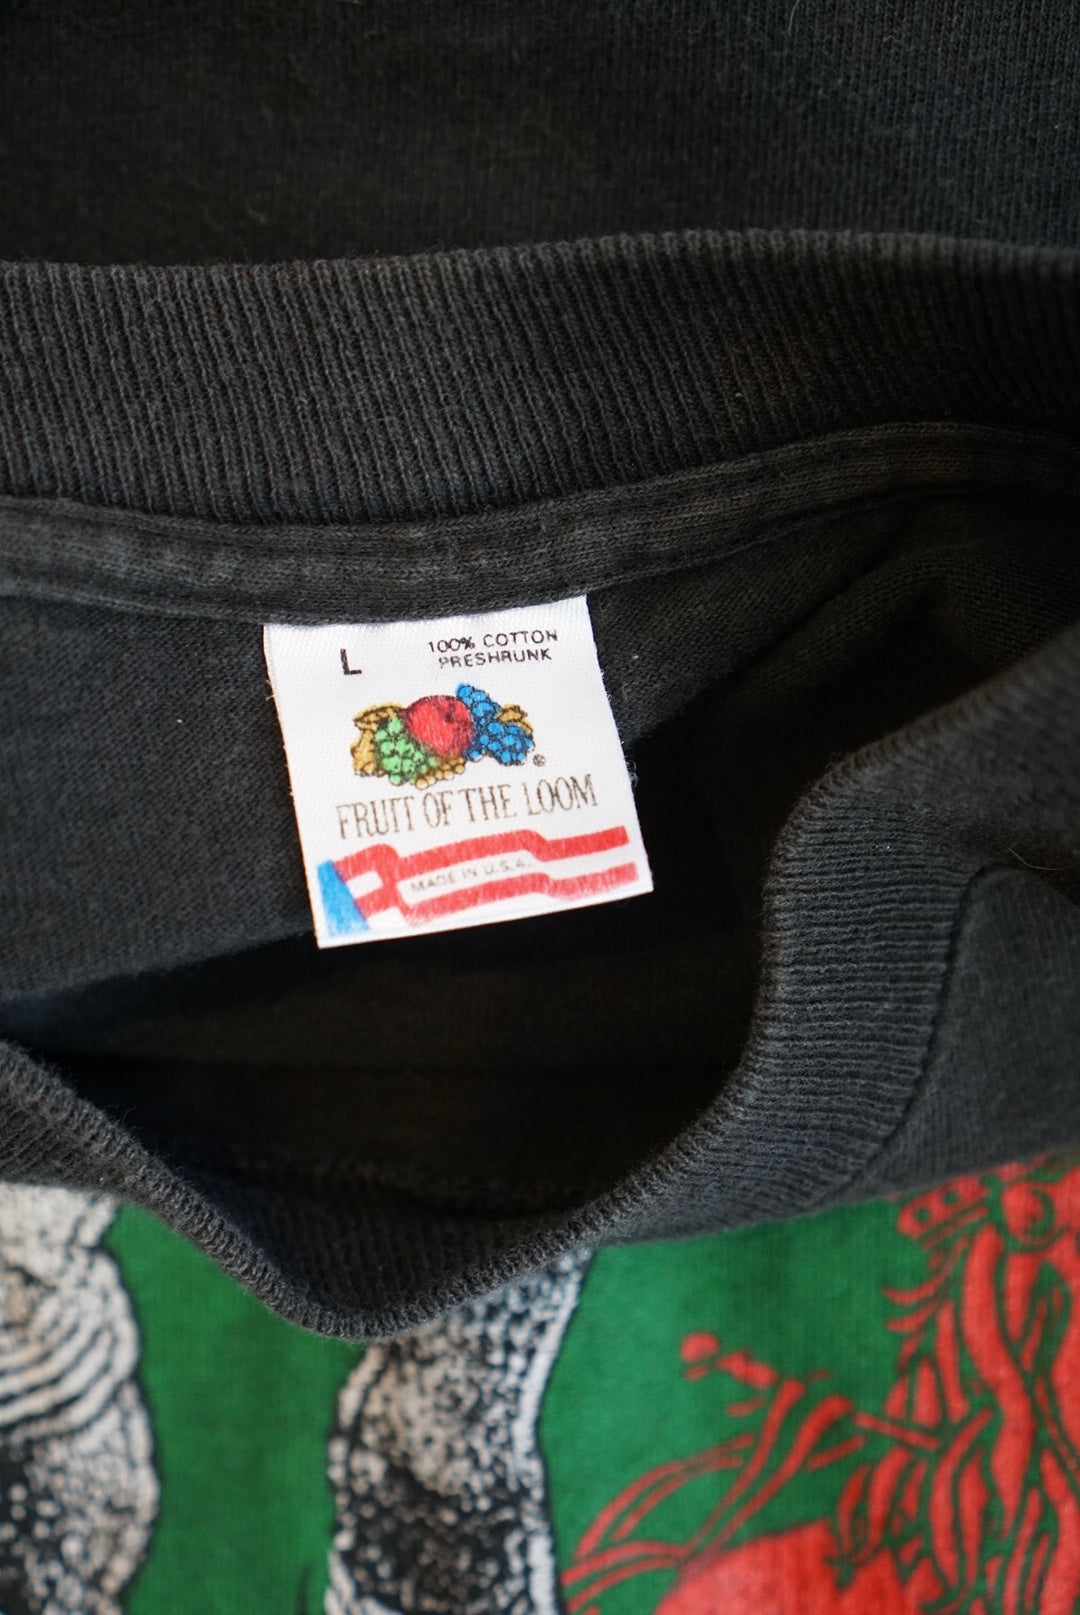 L
100% COTTON
PRESHRUNK
®
FRUIT OF THE LOOM
MADE IN U.S.A.